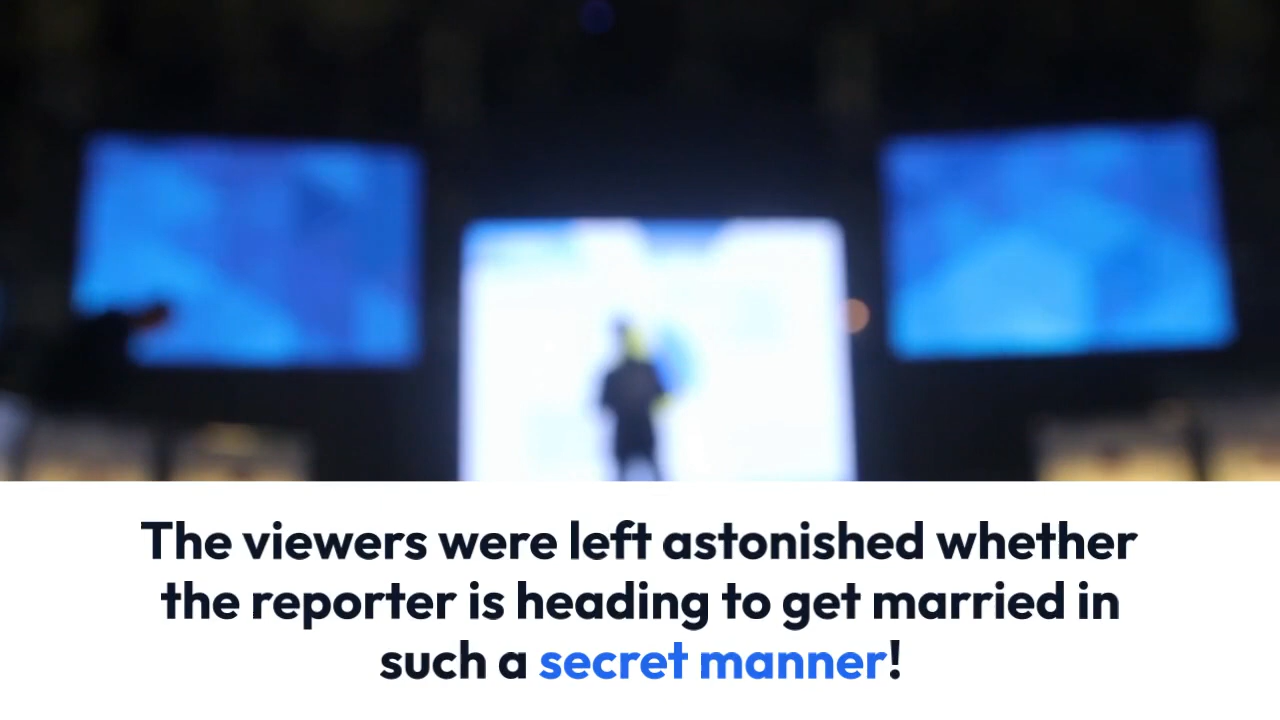 The viewers were left astonished whether
the reporter is heading to get married in
such a secret manner!